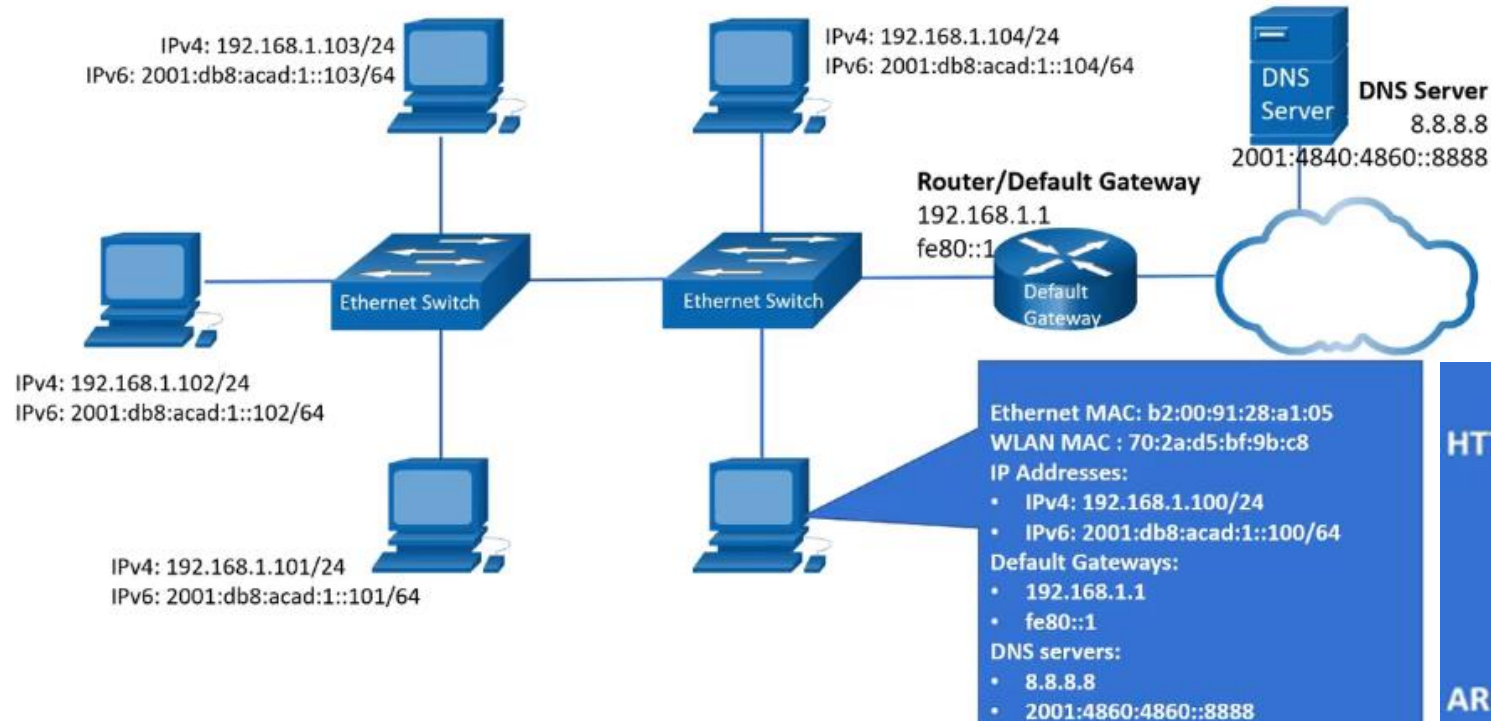 IPv4: 192.168.1.103/24
IPv6: 2001:db8:acad:1::103/64
IPv4: 192.168.1.104/24
IPv6: 2001:db8:acad:1::104/64
DNS
Server
DNS Server
8.8.8.8
2001:4840:4860::8888
Router/Default Gateway
192.168.1.1
fe80::1
Default
Gateway
Ethernet Switch
Ethernet Switch
IPv4: 192.168.1.102/24
IPv6: 2001:db8:acad:1::102/64
IPv4: 192.168.1.101/24
IPv6: 2001:db8:acad:1::101/64
Ethernet MAC: b2:00:91:28:a1:05
WLAN MAC : 70:2a:d5:bf:9b:c8
IP Addresses:
• IPv4: 192.168.1.100/24
• IPv6: 2001:db8:acad:1::100/64
Default Gateways:
• 192.168.1.1
• fe80::1
DNS servers:
• 8.8.8.8
• 2001:4860:4860::8888